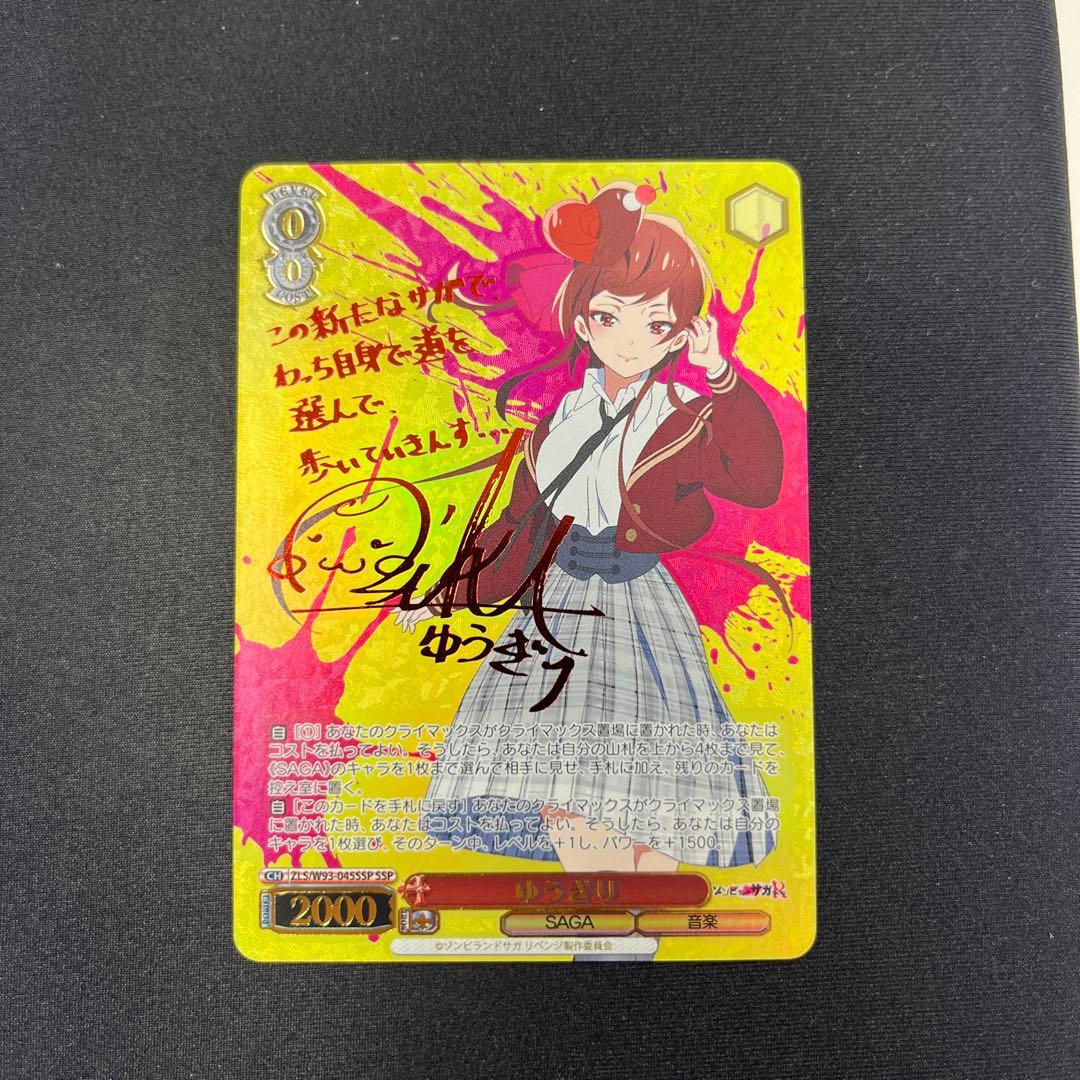 LEVEL
0
0
COST
この新たなサガで
わっち自身で道を
選んで
歩いていきんす…
ゆうぎり
自 [①] あなたのクライマックスがクライマックス置場に置かれた時、あなたは
コストを払ってよい。そうしたら、あなたは自分の山札を上から4枚まで見て、
《SAGA》のキャラを1枚まで選んで相手に見せ、手札に加え、残りのカードを
控え室に置く。
自 [このカードを手札に戻す] あなたのクライマックスがクライマックス置場
に置かれた時、あなたはコストを払ってよい。そうしたら、あなたは自分の
キャラを1枚選び、そのターン中、レベルを+1し、パワーを+1500。
CH ZLS/W93-045SSP SSP
ゆうぎり
ゾンビランドサガR
POWER 2000
SOUL
SAGA
音楽
©ゾンビランドサガ リベンジ製作委員会